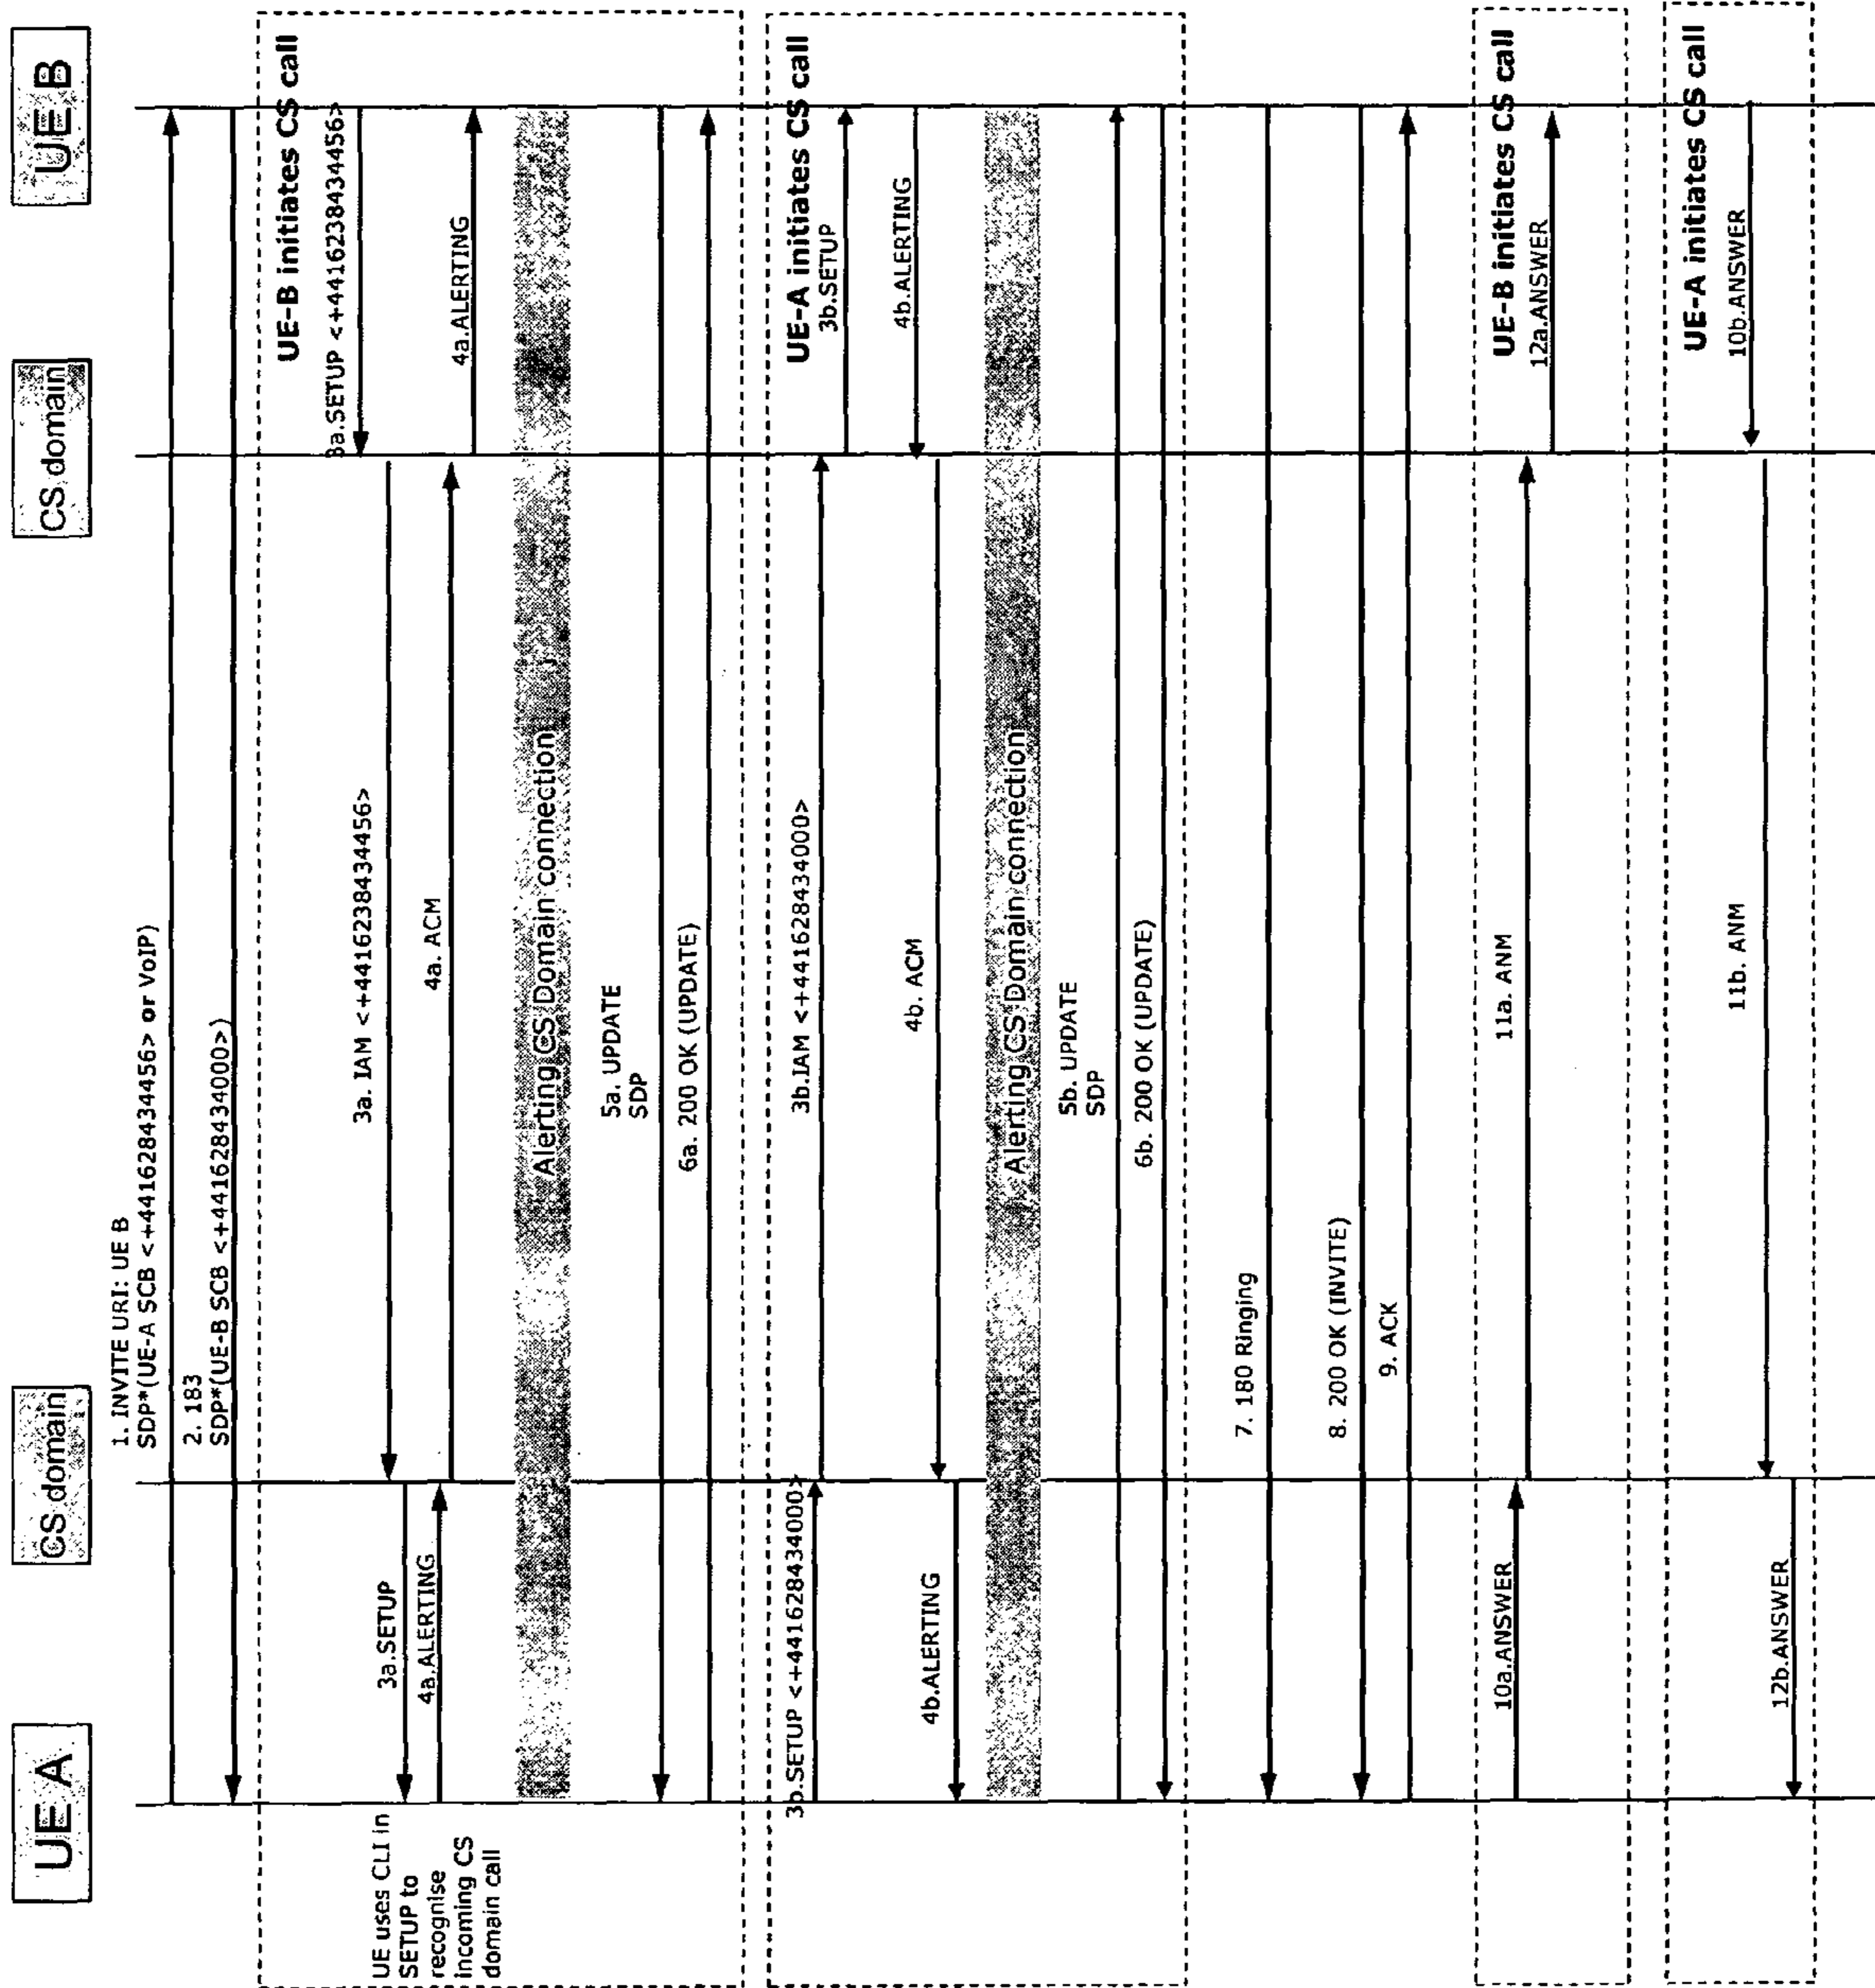 UE A
CS domain
CS domain
UE B
1. INVITE URI: UE B
SDP*(UE-A SCB <+441628434456> or VoIP)
2. 183
SDP*(UE-B SCB <+441628434000>)
UE-B initiates CS call
3a.SETUP <+441623843​4456>
3a. IAM <+441623843​4456>
UE uses CLI in
SETUP to
recognise
incoming CS
domain call
3a.SETUP
4a.ALERTING
4a. ACM
4a.ALERTING
Alerting CS Domain connection
5a. UPDATE
SDP
6a. 200 OK (UPDATE)
UE-A initiates CS call
3b.SETUP <+441628434000>
3b.IAM <+441628434000>
3b.SETUP
4b.ALERTING
4b. ACM
4b.ALERTING
Alerting CS Domain connection
5b. UPDATE
SDP
6b. 200 OK (UPDATE)
7. 180 Ringing
8. 200 OK (INVITE)
9. ACK
UE-B initiates CS call
10a.ANSWER
11a. ANM
12a.ANSWER
UE-A initiates CS call
10b.ANSWER
11b. ANM
12b.ANSWER